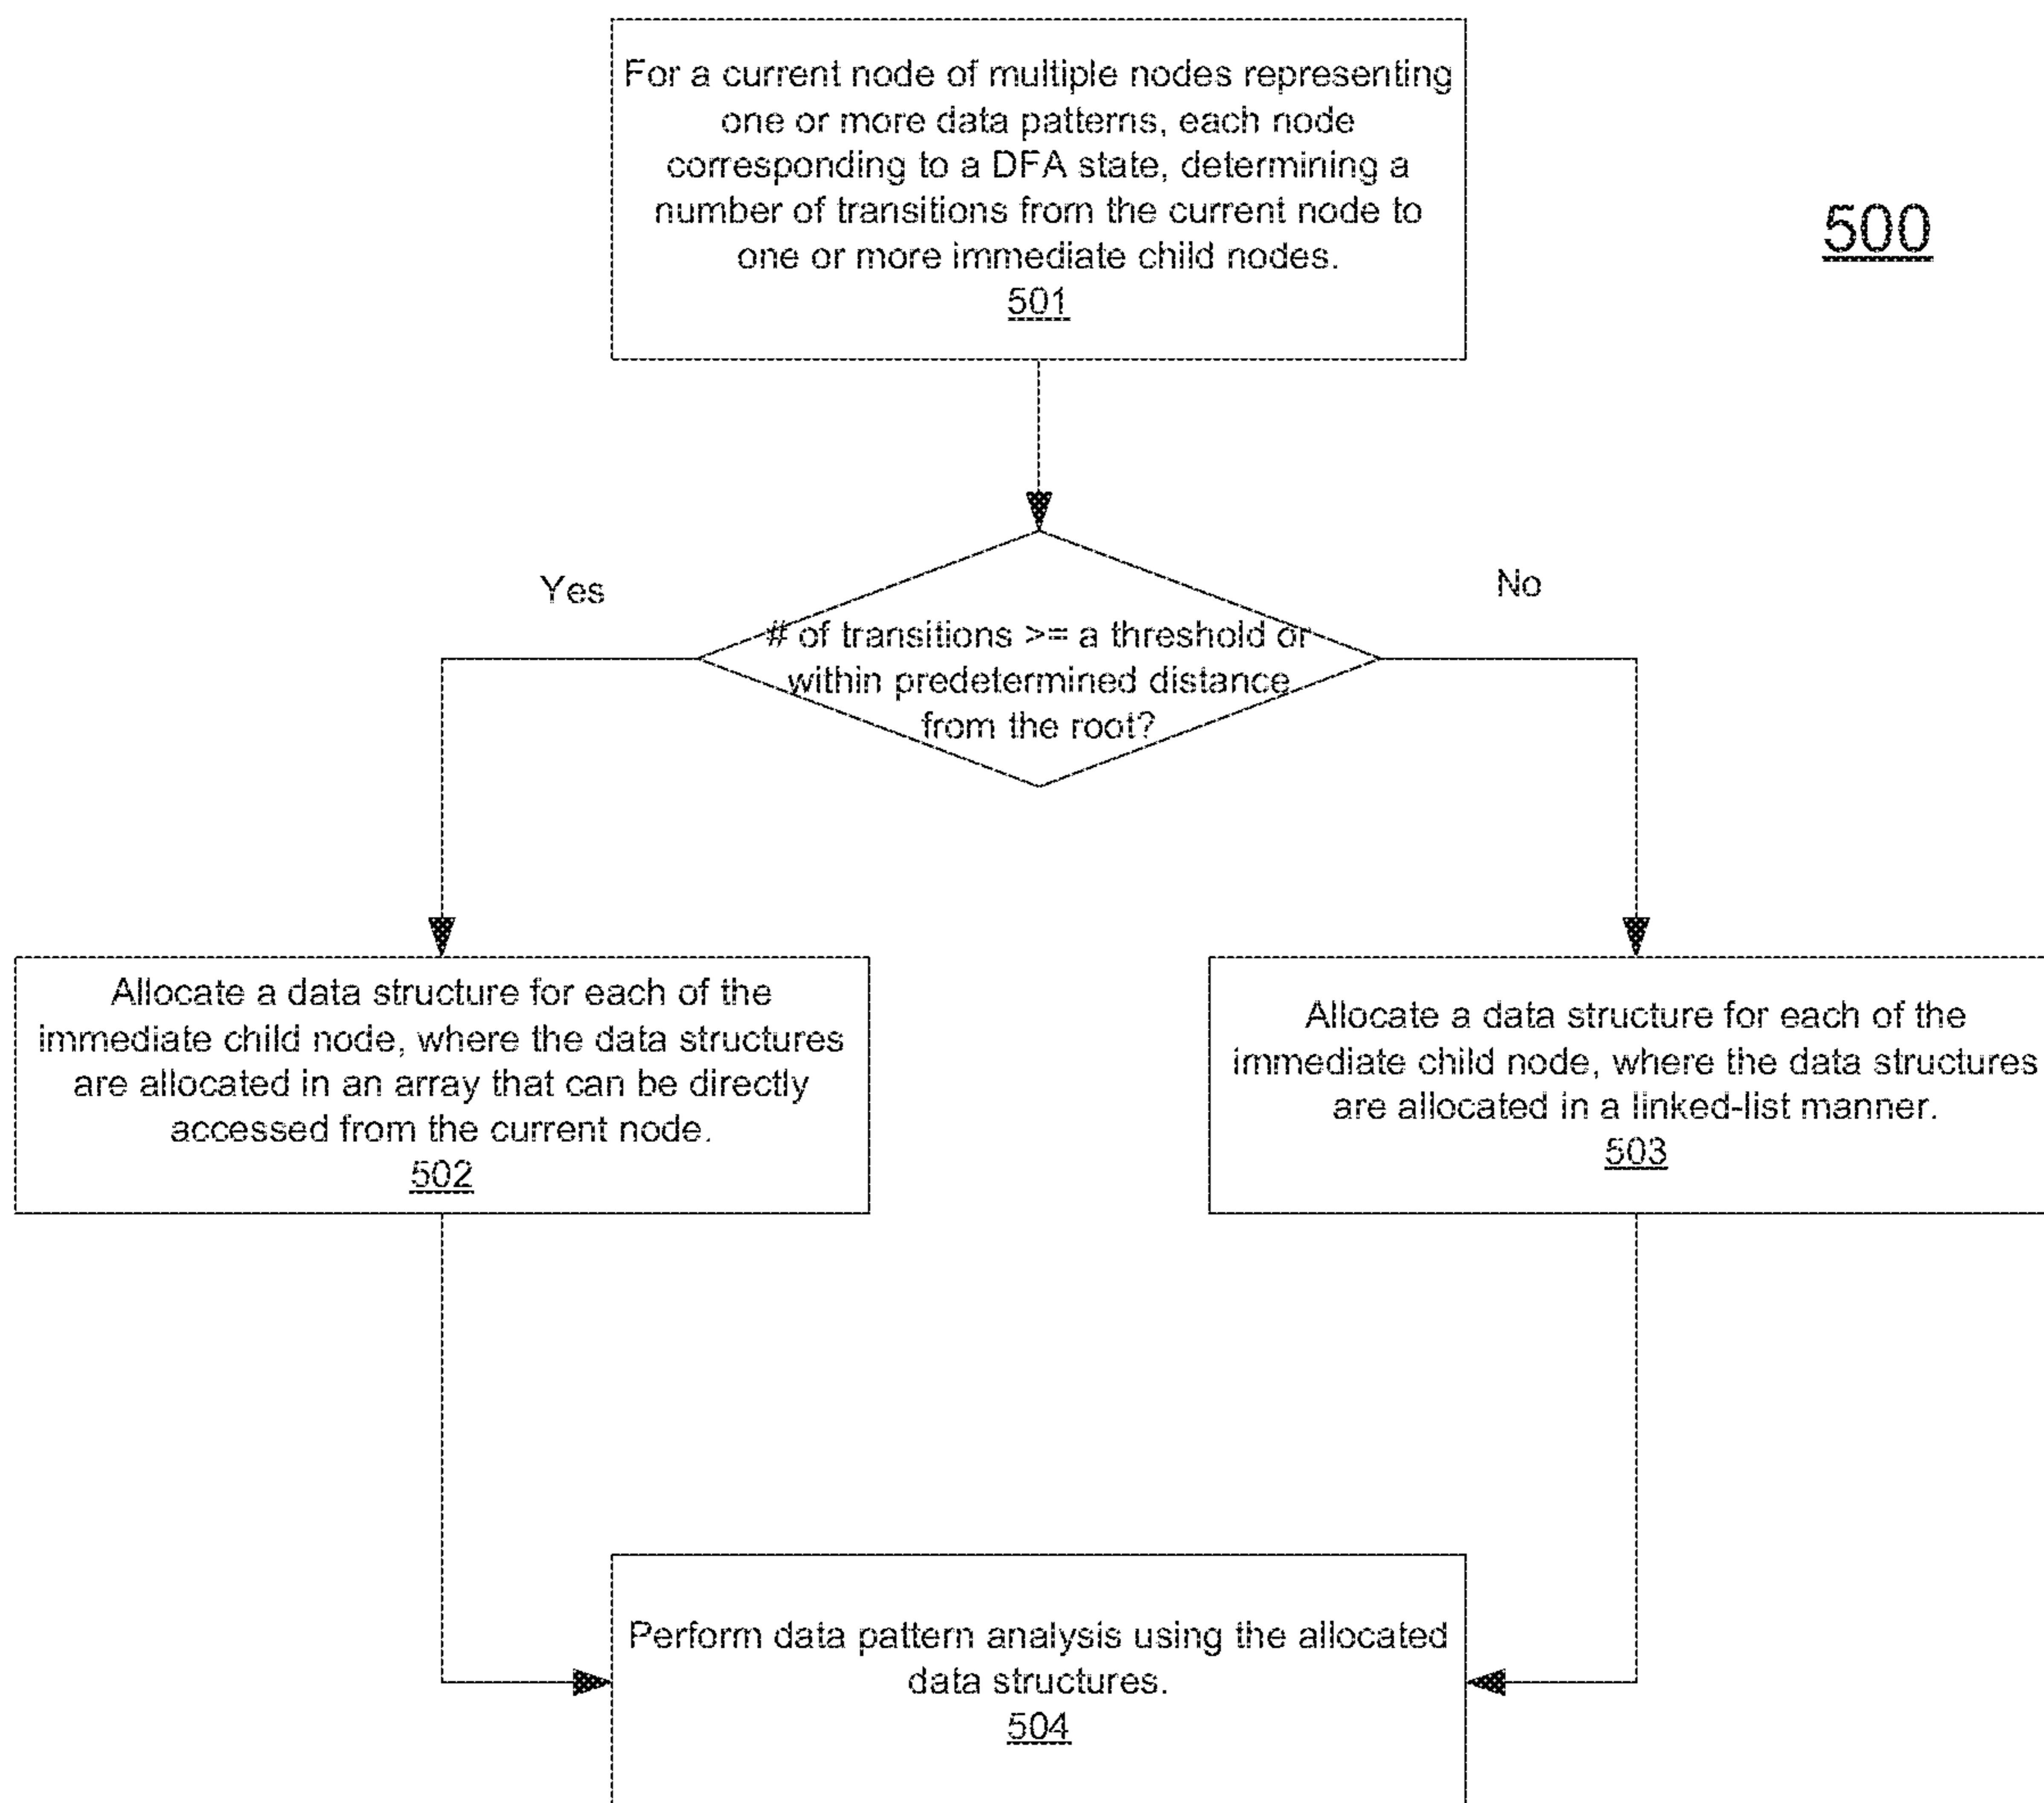 For a current node of multiple nodes representing
one or more data patterns, each node
corresponding to a DFA state, determining a
number of transitions from the current node to
one or more immediate child nodes.
501
500
Yes
No
# of transitions >= a threshold or
within predetermined distance
from the root?
Allocate a data structure for each of the
immediate child node, where the data structures
are allocated in an array that can be directly
accessed from the current node.
502
Allocate a data structure for each of the
immediate child node, where the data structures
are allocated in a linked-list manner.
503
Perform data pattern analysis using the allocated
data structures.
504